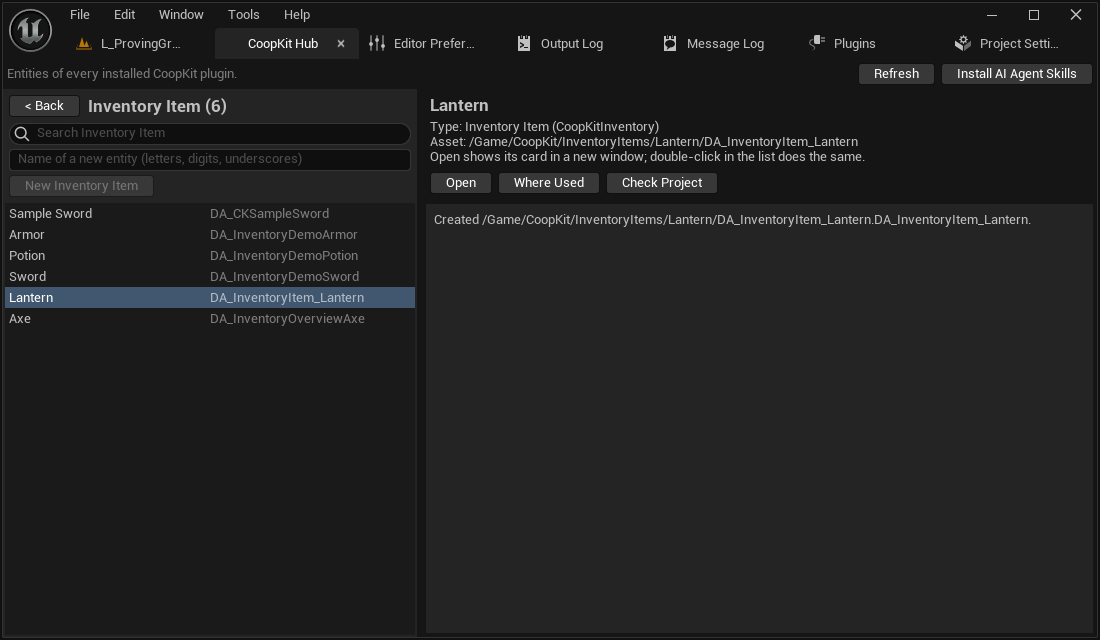 File Edit Window Tools Help
L_ProvingGr... CoopKit Hub Editor Prefer... Output Log Message Log Plugins Project Setti...
Entities of every installed CoopKit plugin.
Refresh Install AI Agent Skills
< Back Inventory Item (6)
Search Inventory Item
Name of a new entity (letters, digits, underscores)
New Inventory Item
Sample Sword DA_CKSampleSword
Armor DA_InventoryDemoArmor
Potion DA_InventoryDemoPotion
Sword DA_InventoryDemoSword
Lantern DA_InventoryItem_Lantern
Axe DA_InventoryOverviewAxe
Lantern
Type: Inventory Item (CoopKitInventory)
Asset: /Game/CoopKit/InventoryItems/Lantern/DA_InventoryItem_Lantern
Open shows its card in a new window; double-click in the list does the same.
Open Where Used Check Project
Created /Game/CoopKit/InventoryItems/Lantern/DA_InventoryItem_Lantern.DA_InventoryItem_Lantern.